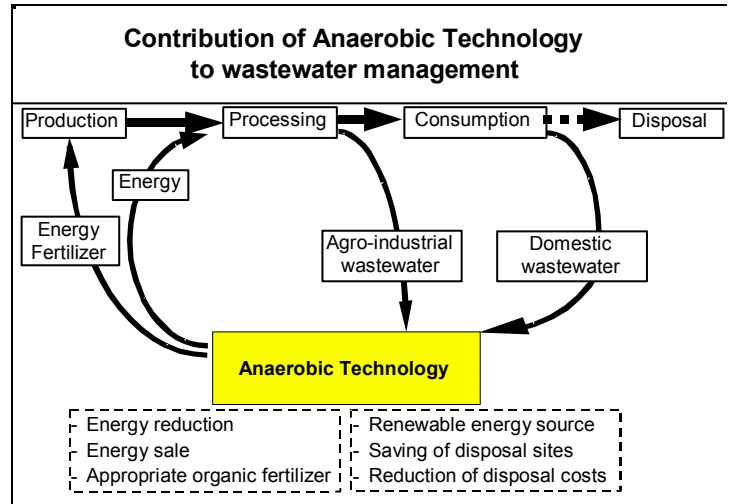 Contribution of Anaerobic Technology
to wastewater management
Production
Processing
Consumption
Disposal
Energy
Energy
Fertilizer
Agro-industrial
wastewater
Domestic
wastewater
Anaerobic Technology
- Energy reduction
- Energy sale
- Appropriate organic fertilizer
- Renewable energy source
- Saving of disposal sites
- Reduction of disposal costs